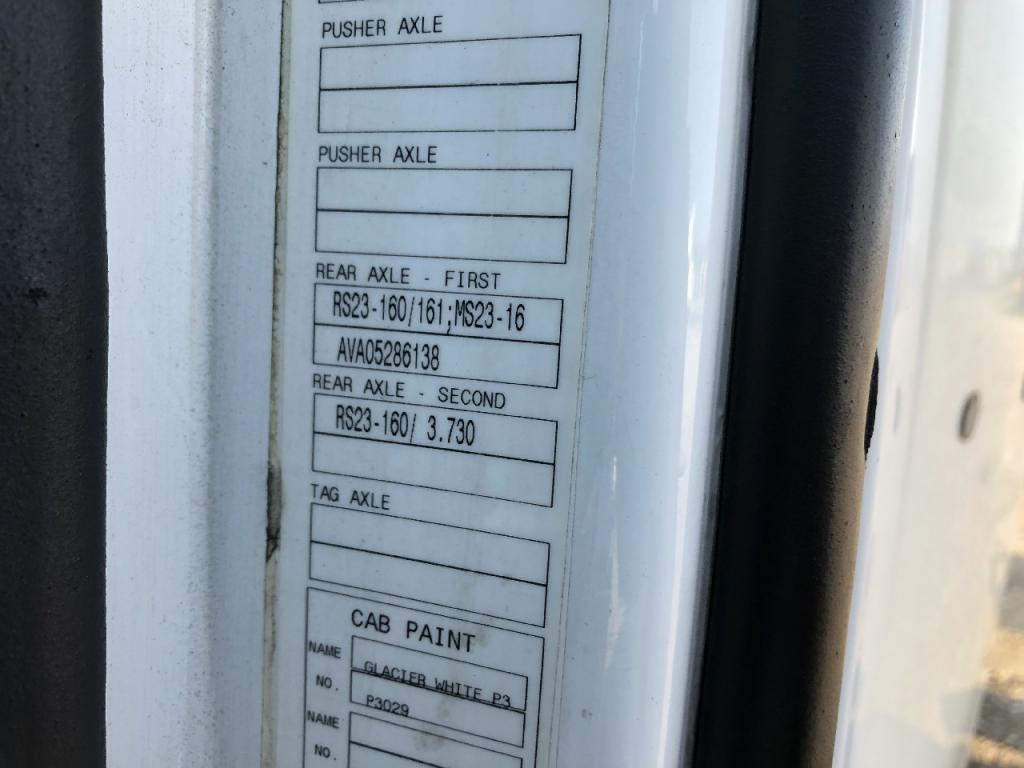 PUSHER AXLE
PUSHER AXLE
REAR AXLE - FIRST
RS23-160/161;MS23-16
AVA05286138
REAR AXLE - SECOND
RS23-160/ 3.730
TAG AXLE
CAB PAINT
NAME GLACIER WHITE P3
NO. P3029
NAME
NO.